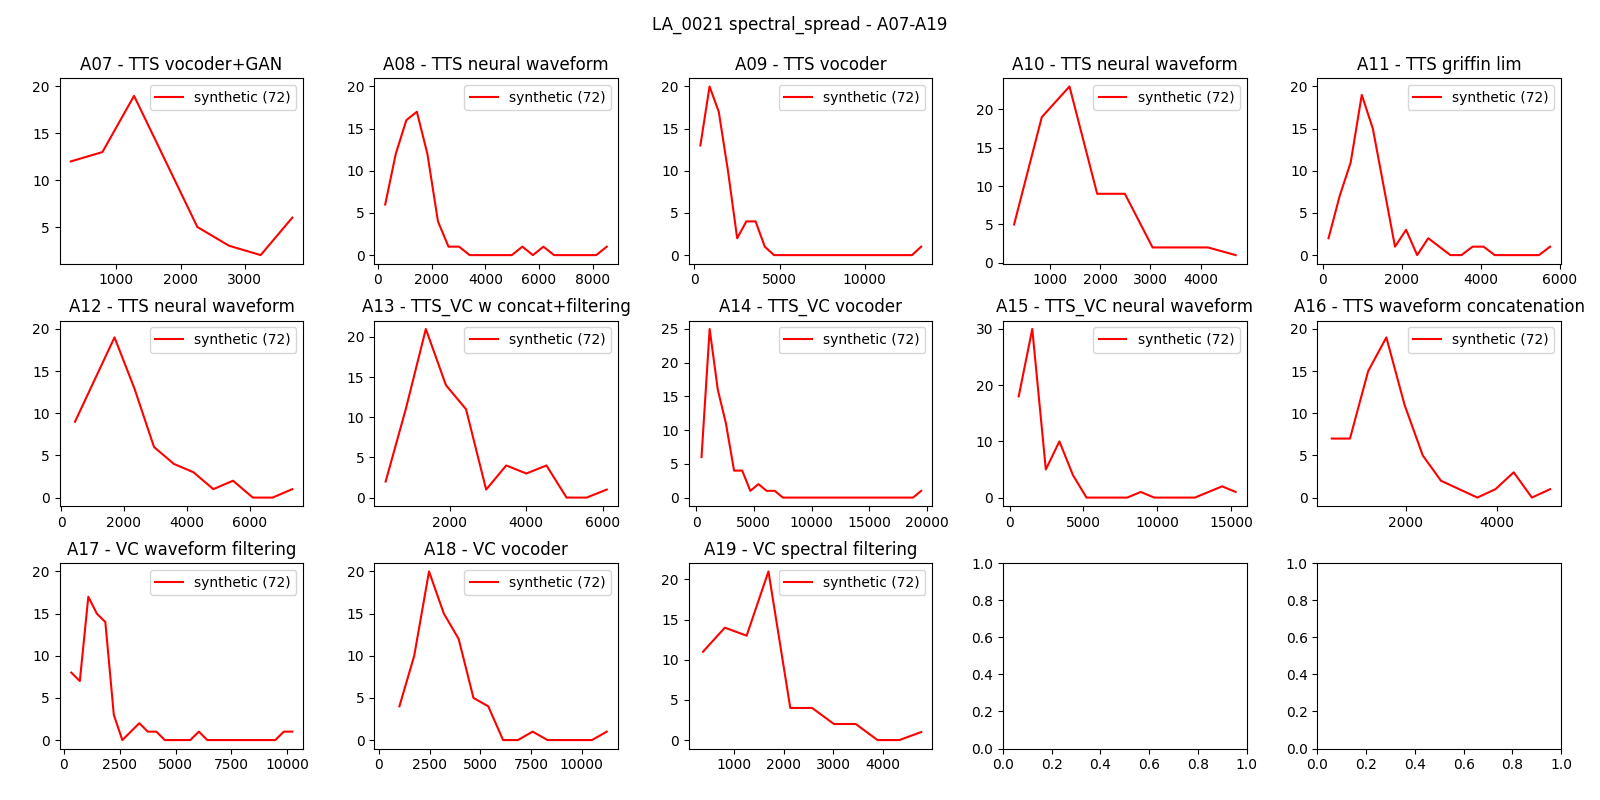 LA_0021 spectral_spread - A07-A19
A07 - TTS vocoder+GAN
synthetic (72)
20
15
10
5
1000 2000 3000
A08 - TTS neural waveform
synthetic (72)
20
15
10
5
0
0 2000 4000 6000 8000
A09 - TTS vocoder
synthetic (72)
20
15
10
5
0
0 5000 10000
A10 - TTS neural waveform
synthetic (72)
20
15
10
5
0
1000 2000 3000 4000
A11 - TTS griffin lim
synthetic (72)
20
15
10
5
0
0 2000 4000 6000
A12 - TTS neural waveform
synthetic (72)
20
15
10
5
0
0 2000 4000 6000
A13 - TTS_VC w concat+filtering
synthetic (72)
20
15
10
5
0
2000 4000 6000
A14 - TTS_VC vocoder
synthetic (72)
25
20
15
10
5
0
0 5000 10000 15000 20000
A15 - TTS_VC neural waveform
synthetic (72)
30
20
10
0
0 5000 10000 15000
A16 - TTS waveform concatenation
synthetic (72)
20
15
10
5
0
2000 4000
A17 - VC waveform filtering
synthetic (72)
20
15
10
5
0
0 2500 5000 7500 10000
A18 - VC vocoder
synthetic (72)
20
15
10
5
0
0 2500 5000 7500 10000
A19 - VC spectral filtering
synthetic (72)
20
15
10
5
0
1000 2000 3000 4000
1.0
0.8
0.6
0.4
0.2
0.0
0.0 0.2 0.4 0.6 0.8 1.0
1.0
0.8
0.6
0.4
0.2
0.0
0.0 0.2 0.4 0.6 0.8 1.0